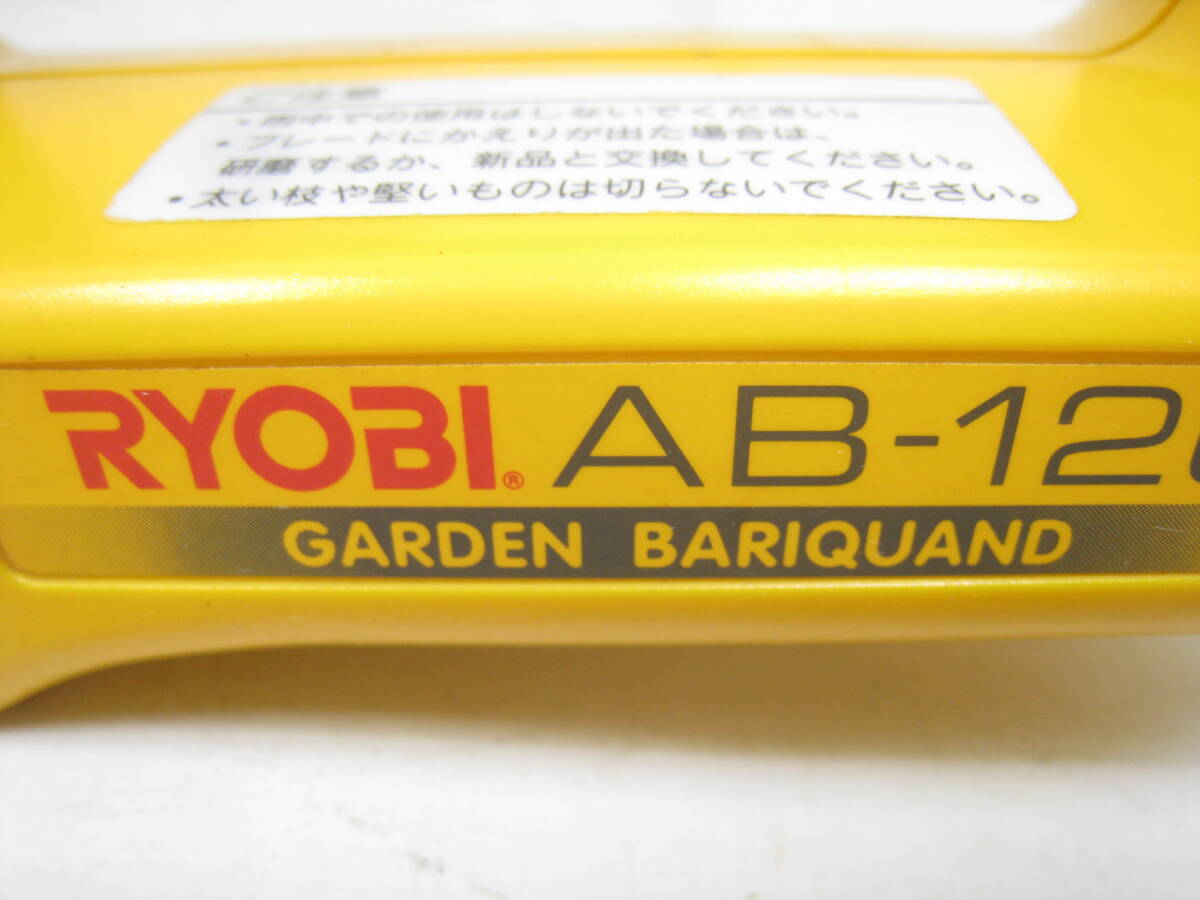 ご注意
・雨中での使用はしないでください。
・ブレードにかえりが出た場合は、
研磨するか、新品と交換してください。
・太い枝や堅いものは切らないでください。
RYOBI® AB-12
GARDEN BARIQUAND